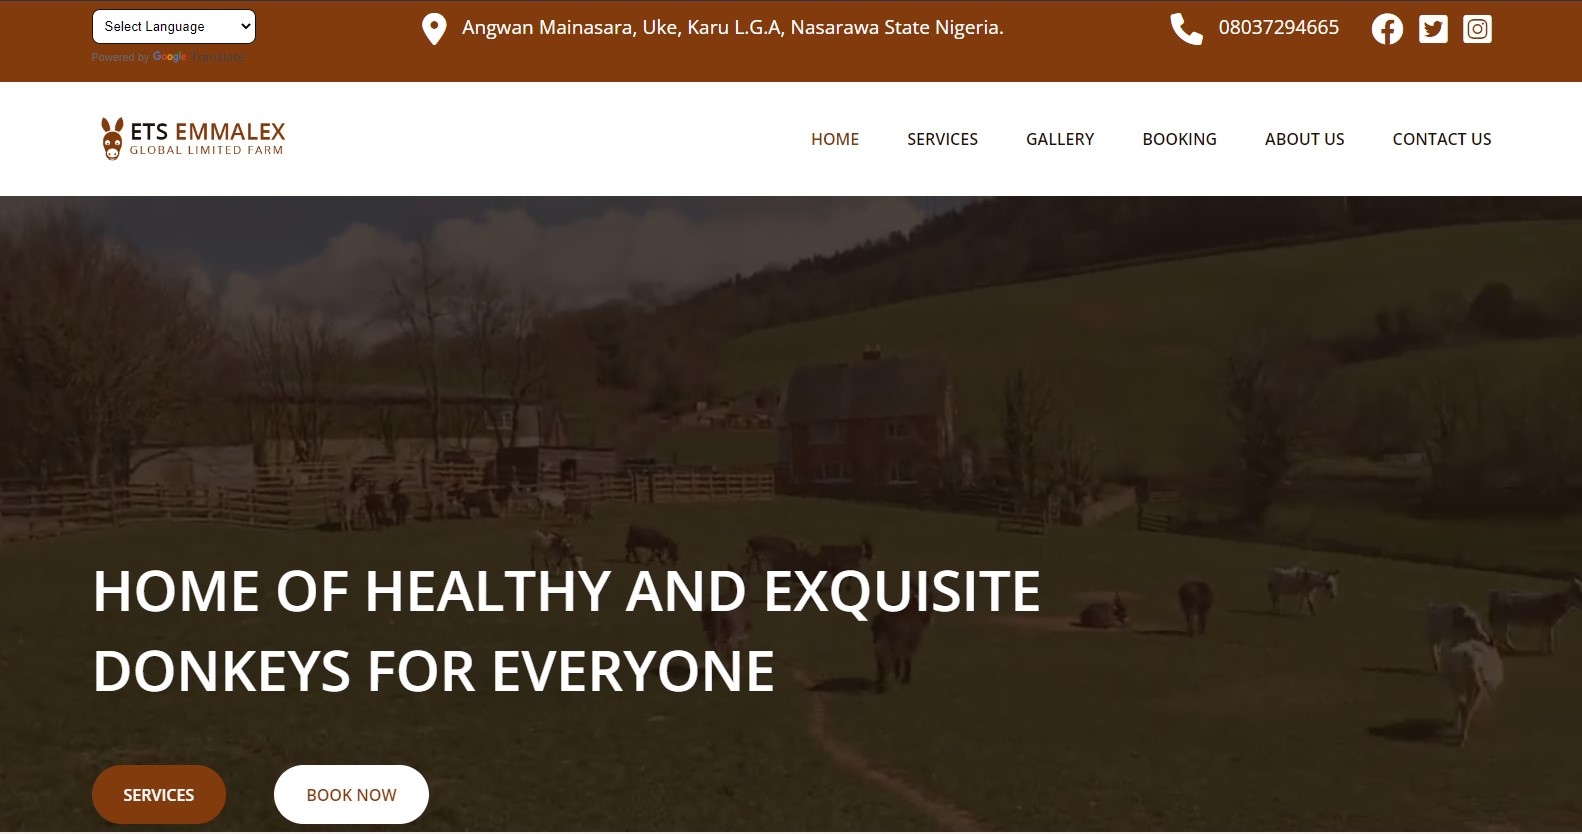 Select Language
Powered by Google Translate
Angwan Mainasara, Uke, Karu L.G.A, Nasarawa State Nigeria.
08037294665
ETS EMMALEX
GLOBAL LIMITED FARM
HOME
SERVICES
GALLERY
BOOKING
ABOUT US
CONTACT US
HOME OF HEALTHY AND EXQUISITE
DONKEYS FOR EVERYONE
SERVICES
BOOK NOW